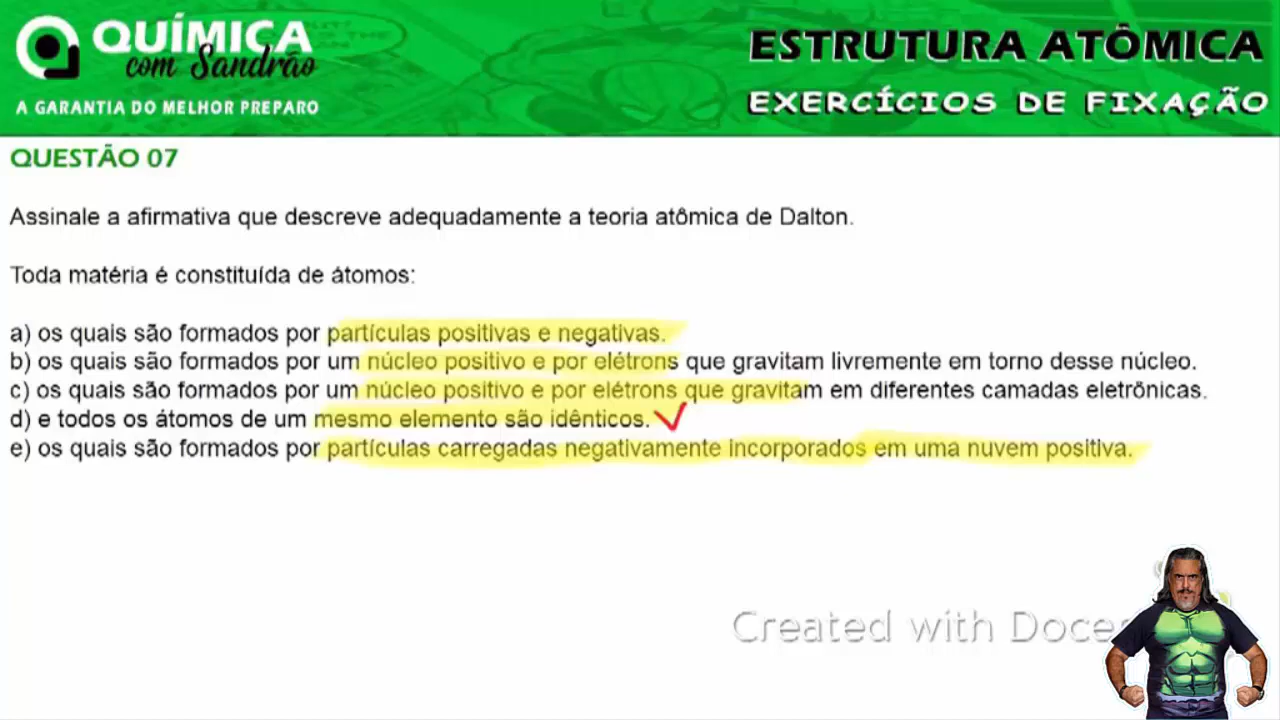 QUÍMICA
com Sandrão
A GARANTIA DO MELHOR PREPARO
ESTRUTURA ATÔMICA
EXERCÍCIOS DE FIXAÇÃO
QUESTÃO 07
Assinale a afirmativa que descreve adequadamente a teoria atômica de Dalton.
Toda matéria é constituída de átomos:
a) os quais são formados por partículas positivas e negativas.
b) os quais são formados por um núcleo positivo e por elétrons que gravitam livremente em torno desse núcleo.
c) os quais são formados por um núcleo positivo e por elétrons que gravitam em diferentes camadas eletrônicas.
d) e todos os átomos de um mesmo elemento são idênticos.
e) os quais são formados por partículas carregadas negativamente incorporados em uma nuvem positiva.
Created with